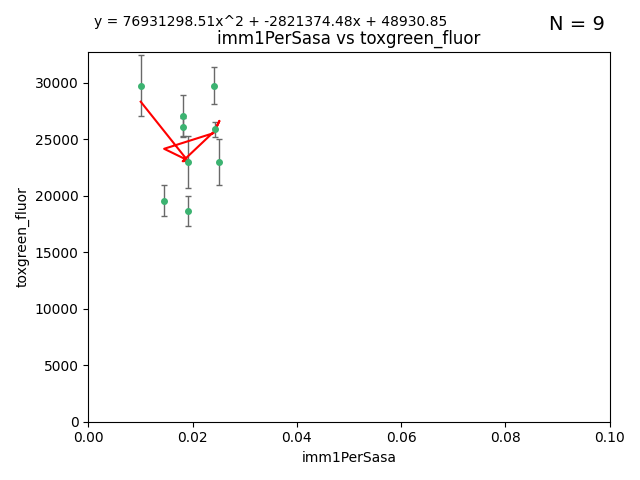 y = 76931298.51x^2 + -2821374.48x + 48930.85
N = 9
imm1PerSasa vs toxgreen_fluor
30000
25000
20000
15000
10000
5000
0
toxgreen_fluor
0.00 0.02 0.04 0.06 0.08 0.10
imm1PerSasa